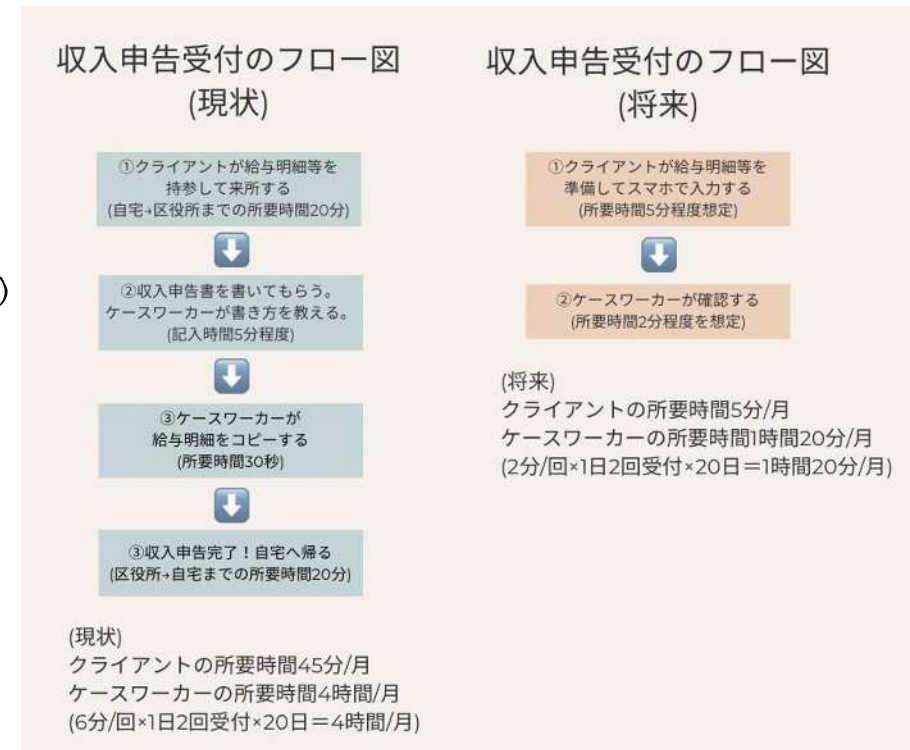 収入申告受付のフロー図
(現状)
①クライアントが給与明細等を
持参して来所する
(自宅→区役所までの所要時間20分)
②収入申告書を書いてもらう。
ケースワーカーが書き方を教える。
(記入時間5分程度)
③ケースワーカーが
給与明細をコピーする
(所要時間30秒)
③収入申告完了！自宅へ帰る
(区役所→自宅までの所要時間20分)
(現状)
クライアントの所要時間45分/月
ケースワーカーの所要時間4時間/月
(6分/回×1日2回受付×20日＝4時間/月)
収入申告受付のフロー図
(将来)
①クライアントが給与明細等を
準備してスマホで入力する
(所要時間5分程度想定)
②ケースワーカーが確認する
(所要時間2分程度を想定)
(将来)
クライアントの所要時間5分/月
ケースワーカーの所要時間1時間20分/月
(2分/回×1日2回受付×20日＝1時間20分/月)
)